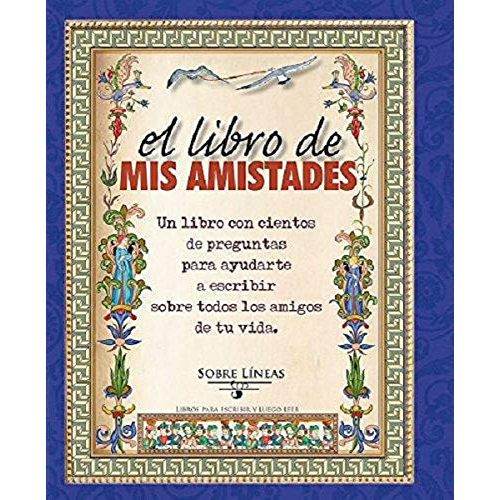 el libro de
MIS AMISTADES
Un libro con cientos
de preguntas
para ayudarte
a escribir
sobre todos los amigos
de tu vida.
SOBRE LÍNEAS
LIBROS PARA ESCRIBIR Y LUEGO LEER